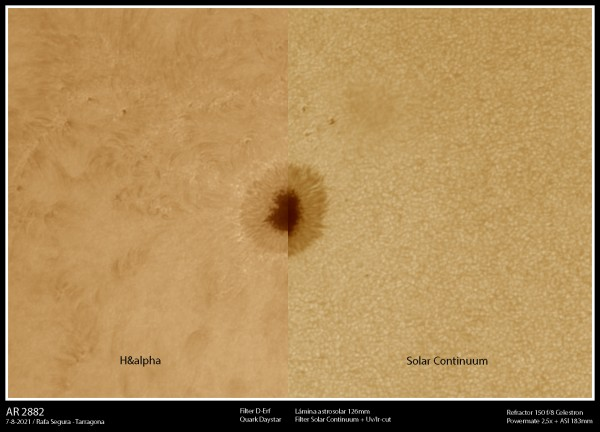 H&alpha
Solar Continuum
AR 2882
7-8-2021 / Rafa Segura - Tarragona
Filter D-Erf
Quark Daystar
Lámina astrosolar 126mm
Filter Solar Continuum + Uv/Ir-cut
Refractor 150 f/8 Celestron
Powermate 2,5x + ASI 183mm